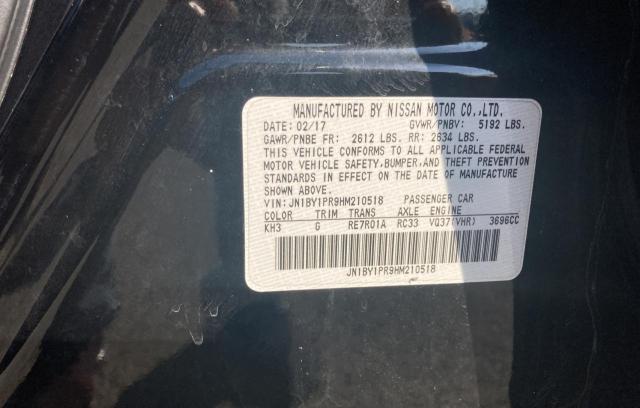 MANUFACTURED BY NISSAN MOTOR CO.,LTD.
DATE: 02/17 GVWR/PNBV: 5192 LBS.
GAWR/PNBE FR: 2612 LBS. RR: 2634 LBS.
THIS VEHICLE CONFORMS TO ALL APPLICABLE FEDERAL
MOTOR VEHICLE SAFETY,BUMPER,AND THEFT PREVENTION
STANDARDS IN EFFECT ON THE DATE OF MANUFACTURE
SHOWN ABOVE.
VIN: JN1BY1PR9HM210518 PASSENGER CAR
COLOR TRIM TRANS AXLE ENGINE
KH3 G RE7R01A RC33 VQ37(VHR) 3696CC
JN1BY1PR9HM210518